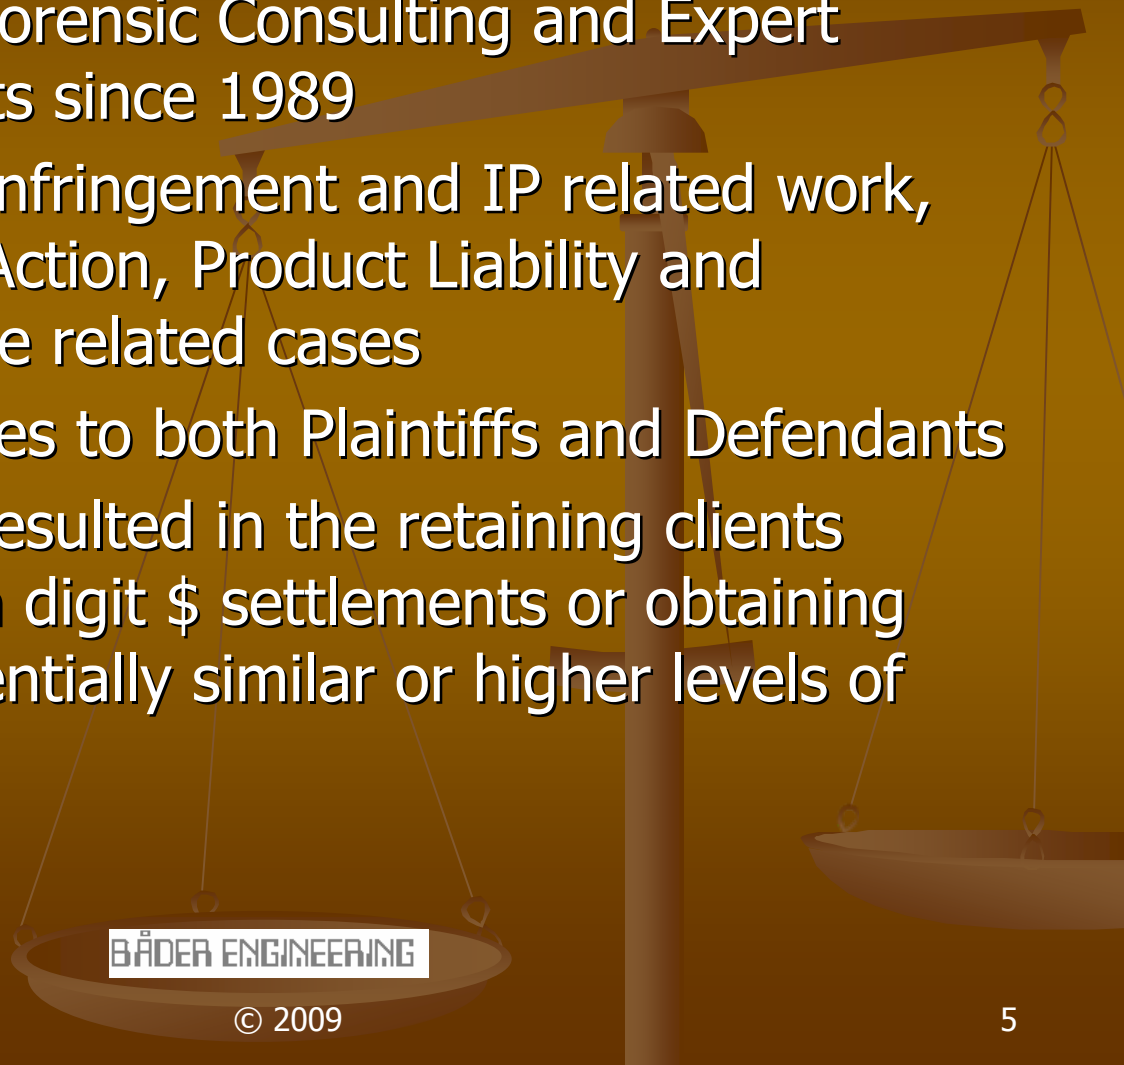 orensic Consulting and Expert
ts since 1989
nfringement and IP related work,
Action, Product Liability and
e related cases
es to both Plaintiffs and Defendants
esulted in the retaining clients
digit $ settlements or obtaining
entially similar or higher levels of
BÅDER ENGINEERING
© 2009
5